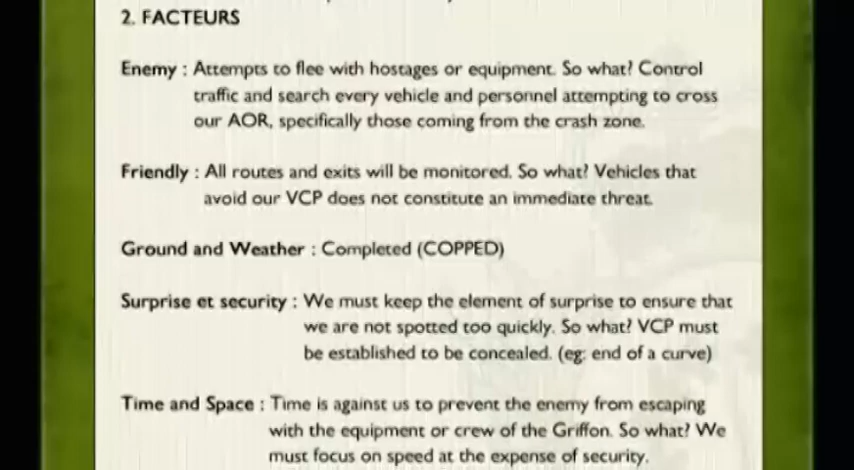 2. FACTEURS
Enemy : Attempts to flee with hostages or equipment. So what? Control
traffic and search every vehicle and personnel attempting to cross
our AOR, specifically those coming from the crash zone.
Friendly : All routes and exits will be monitored. So what? Vehicles that
avoid our VCP does not constitute an immediate threat.
Ground and Weather : Completed (COPPED)
Surprise et security : We must keep the element of surprise to ensure that
we are not spotted too quickly. So what? VCP must
be established to be concealed. (eg: end of a curve)
Time and Space : Time is against us to prevent the enemy from escaping
with the equipment or crew of the Griffon. So what? We
must focus on speed at the expense of security.